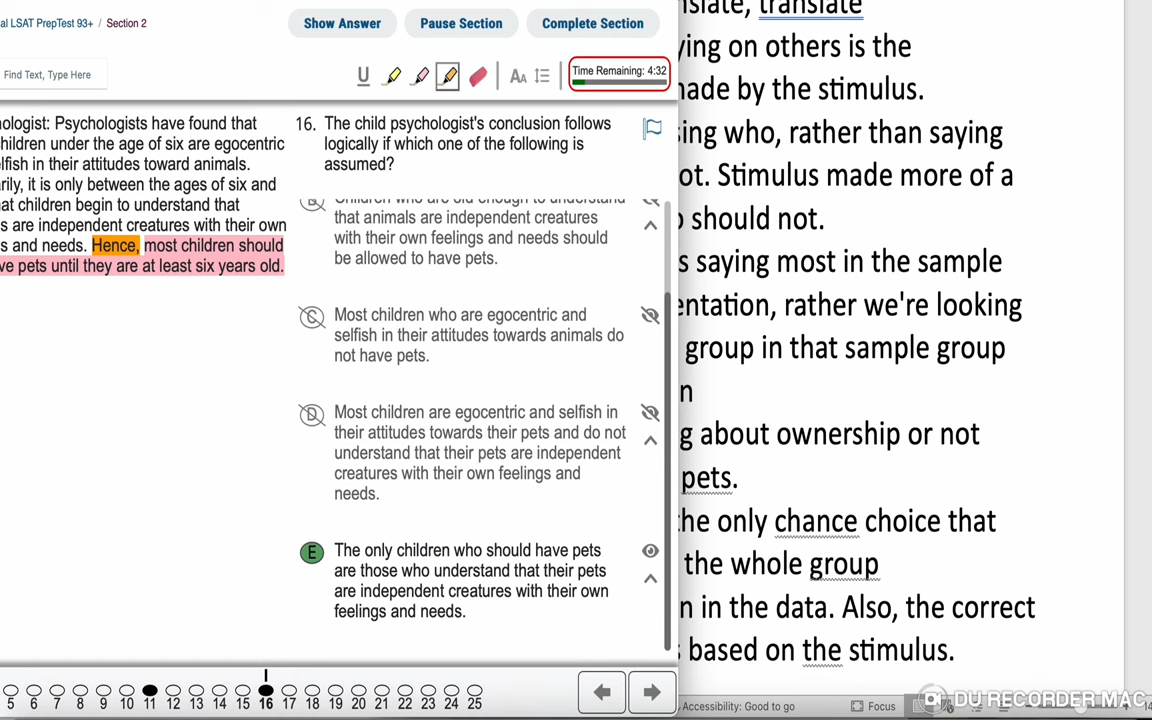 al LSAT PrepTest 93+ / Section 2
Show Answer
Pause Section
Complete Section
Find Text, Type Here
U
AA
Time Remaining: 4:32
hologist: Psychologists have found that
hildren under the age of six are egocentric
lfish in their attitudes toward animals.
rily, it is only between the ages of six and
at children begin to understand that
s are independent creatures with their own
s and needs. Hence, most children should
ve pets until they are at least six years old.
16. The child psychologist's conclusion follows
logically if which one of the following is
assumed?
B Children who are old enough to understand
that animals are independent creatures
with their own feelings and needs should
be allowed to have pets.
C Most children who are egocentric and
selfish in their attitudes towards animals do
not have pets.
D Most children are egocentric and selfish in
their attitudes towards their pets and do not
understand that their pets are independent
creatures with their own feelings and
needs.
E The only children who should have pets
are those who understand that their pets
are independent creatures with their own
feelings and needs.
5 6 7 8 9 10 11 12 13 14 15 16 17 18 19 20 21 22 23 24 25
slate, translate
ying on others is the
made by the stimulus.
sing who, rather than saying
ot. Stimulus made more of a
o should not.
s saying most in the sample
entation, rather we're looking
group in that sample group
n
g about ownership or not
pets.
the only chance choice that
the whole group
n in the data. Also, the correct
s based on the stimulus.
Accessibility: Good to go
Focus
DU RECORDER MAC